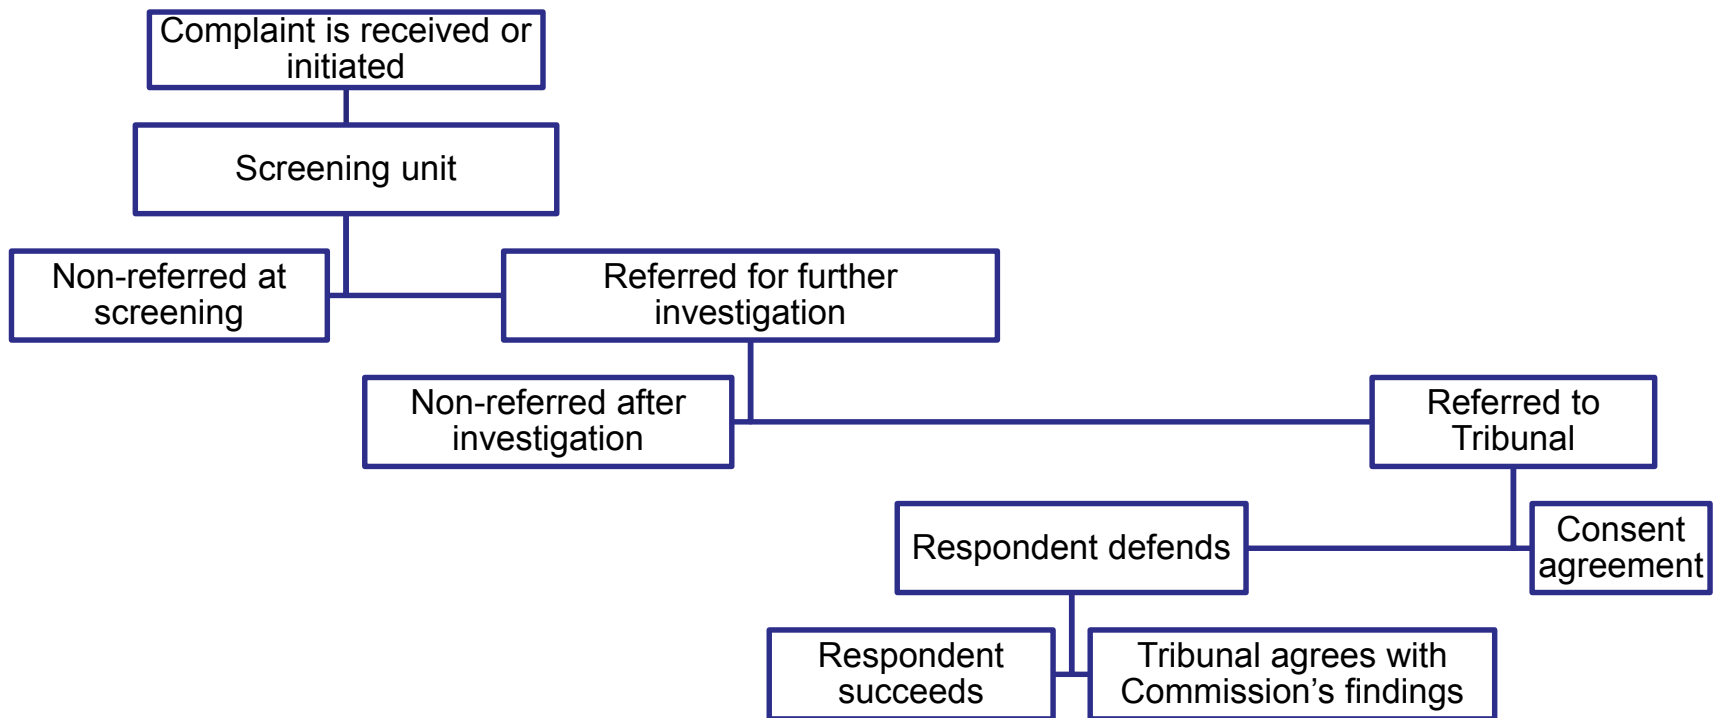 Complaint is received or
initiated
Screening unit
Non-referred at
screening
Referred for further
investigation
Non-referred after
investigation
Referred to
Tribunal
Respondent defends
Consent
agreement
Respondent
succeeds
Tribunal agrees with
Commission’s findings